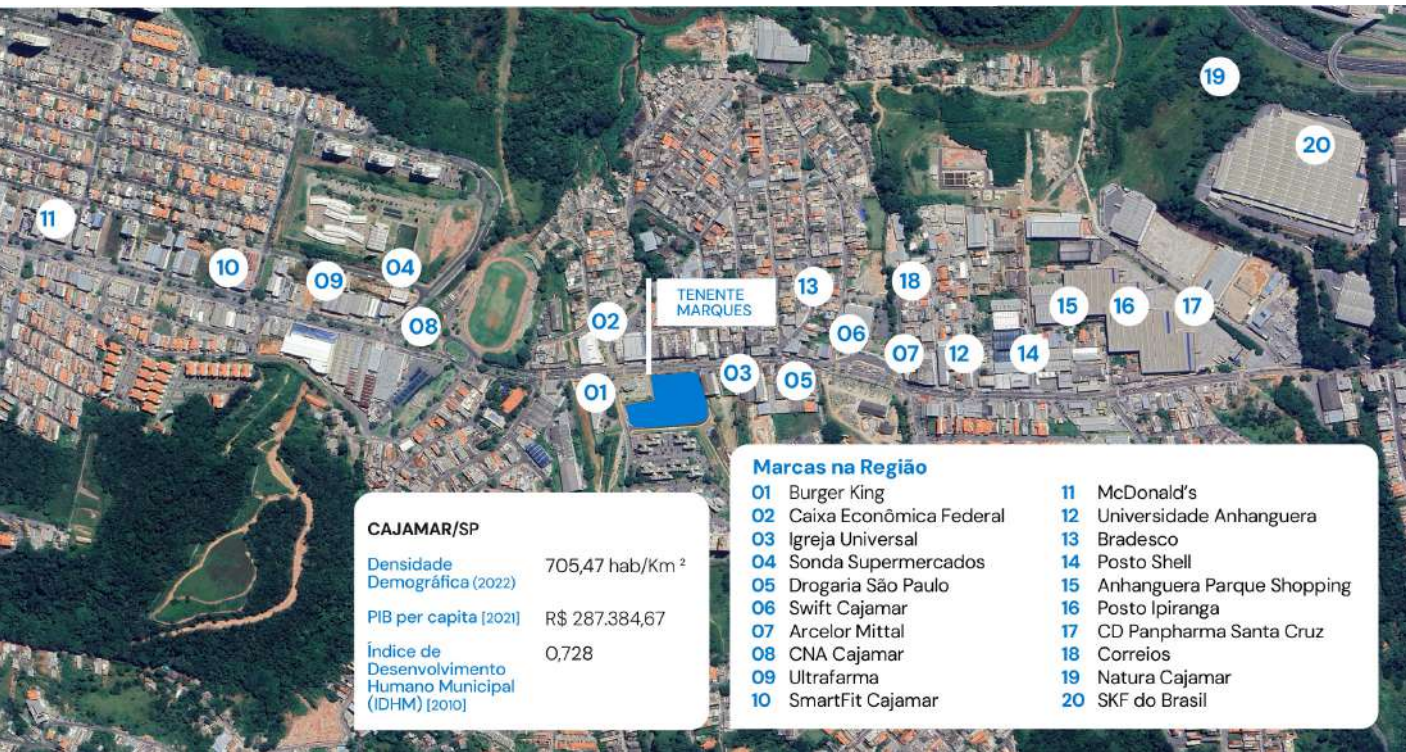 19
20
11
10
09
04
08
02
TENENTE
MARQUES
13
18
15
16
17
06
07
12
14
01
03
05
CAJAMAR/SP
Densidade
Demográfica (2022)
705,47 hab/Km ²
PIB per capita [2021]
R$ 287.384,67
Índice de
Desenvolvimento
Humano Municipal
(IDHM) [2010]
0,728
Marcas na Região
01 Burger King
02 Caixa Econômica Federal
03 Igreja Universal
04 Sonda Supermercados
05 Drogaria São Paulo
06 Swift Cajamar
07 Arcelor Mittal
08 CNA Cajamar
09 Ultrafarma
10 SmartFit Cajamar
11 McDonald's
12 Universidade Anhanguera
13 Bradesco
14 Posto Shell
15 Anhanguera Parque Shopping
16 Posto Ipiranga
17 CD Panpharma Santa Cruz
18 Correios
19 Natura Cajamar
20 SKF do Brasil